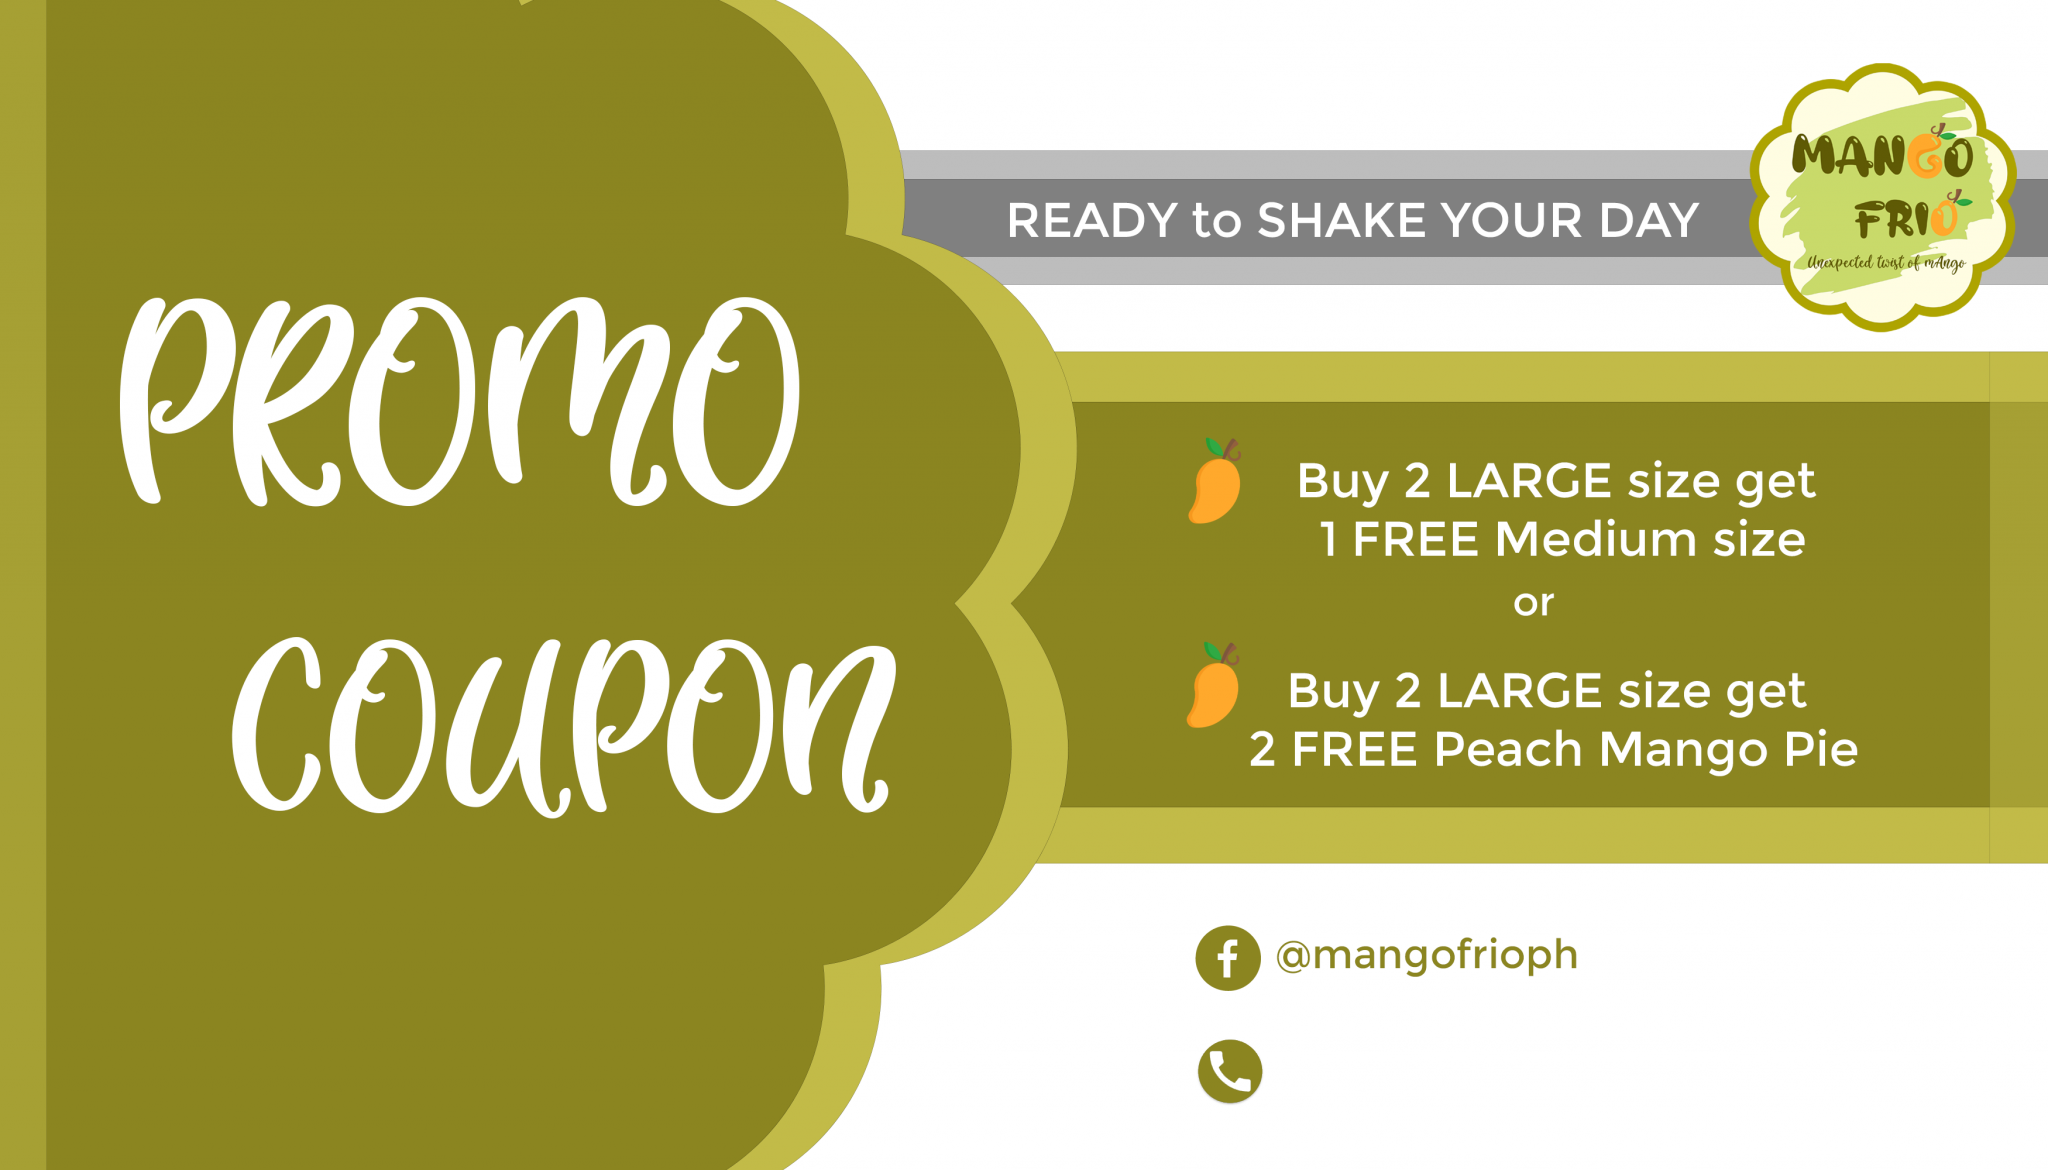 PROMO
COUPON
READY to SHAKE YOUR DAY
MANGO
FRIO
Unexpected twist of mAngo
Buy 2 LARGE size get
1 FREE Medium size
or
Buy 2 LARGE size get
2 FREE Peach Mango Pie
@mangofrioph